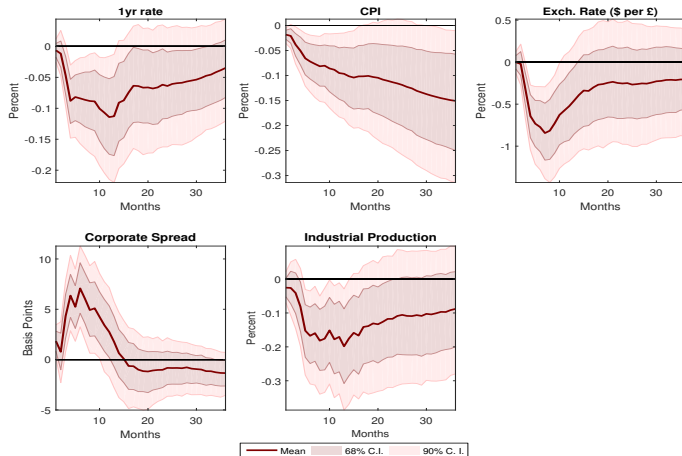 1yr rate
CPI
Exch. Rate ($ per £)
0
-0.05
-0.1
-0.15
-0.2
Percent
10 20 30
Months
0
-0.05
-0.1
-0.15
-0.2
-0.25
-0.3
Percent
10 20 30
Months
0.5
0
-0.5
-1
Percent
10 20 30
Months
Corporate Spread
Industrial Production
10
5
0
-5
Basic Points
10 20 30
Months
0
-0.1
-0.2
-0.3
Percent
10 20 30
Months
Mean 68% C.I. 90% C. I.